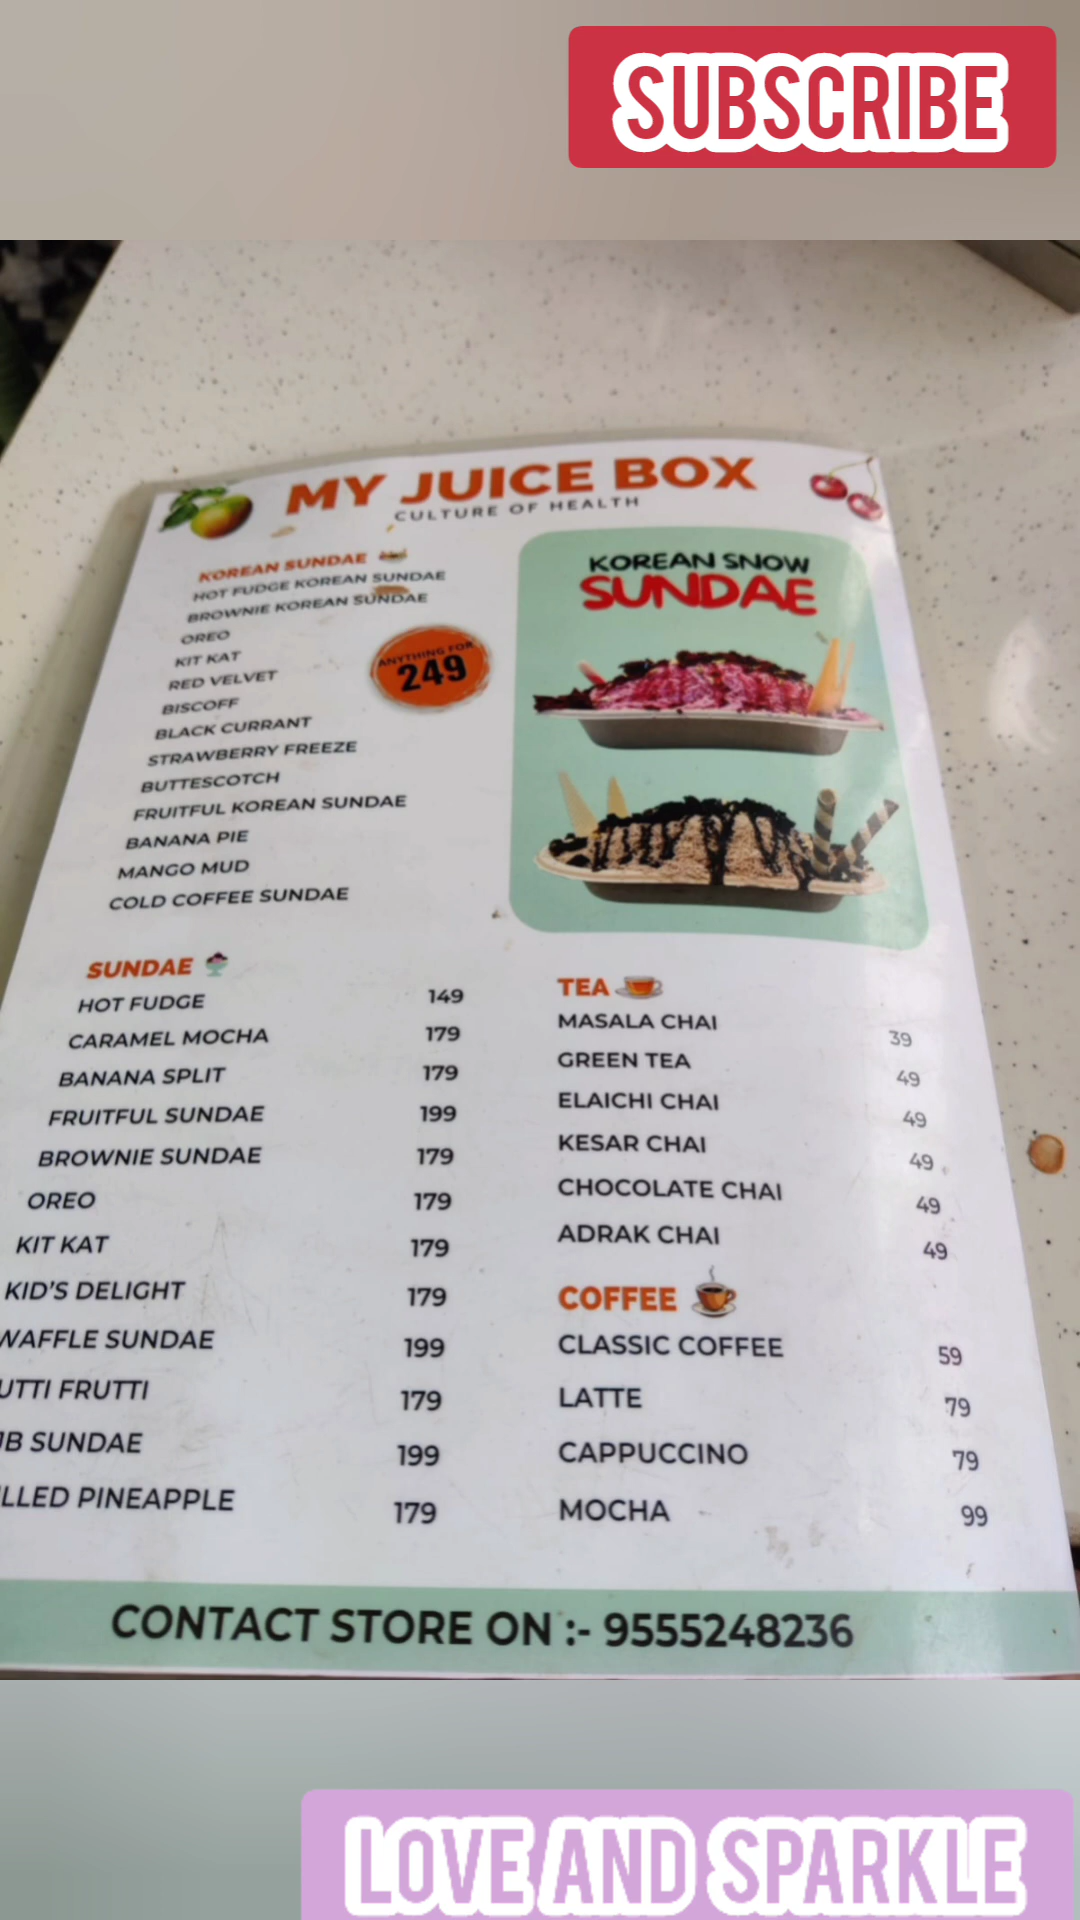 SUBSCRIBE
MY JUICE BOX
CULTURE OF HEALTH
KOREAN SUNDAE
HOT FUDGE KOREAN SUNDAE
BROWNIE KOREAN SUNDAE
OREO
KIT KAT
RED VELVET
BISCOFF
BLACK CURRANT
STRAWBERRY FREEZE
BUTTESCOTCH
FRUITFUL KOREAN SUNDAE
BANANA PIE
MANGO MUD
COLD COFFEE SUNDAE
ANYTHING FOR
249
KOREAN SNOW
SUNDAE
SUNDAE
HOT FUDGE 149
CARAMEL MOCHA 179
BANANA SPLIT 179
FRUITFUL SUNDAE 199
BROWNIE SUNDAE 179
OREO 179
KIT KAT 179
KID'S DELIGHT 179
WAFFLE SUNDAE 199
UTTI FRUTTI 179
JB SUNDAE 199
LLED PINEAPPLE 179
TEA
MASALA CHAI 39
GREEN TEA 49
ELAICHI CHAI 49
KESAR CHAI 49
CHOCOLATE CHAI 49
ADRAK CHAI 49
COFFEE
CLASSIC COFFEE 59
LATTE 79
CAPPUCCINO 79
MOCHA 99
CONTACT STORE ON :- 9555248236
LOVE AND SPARKLE